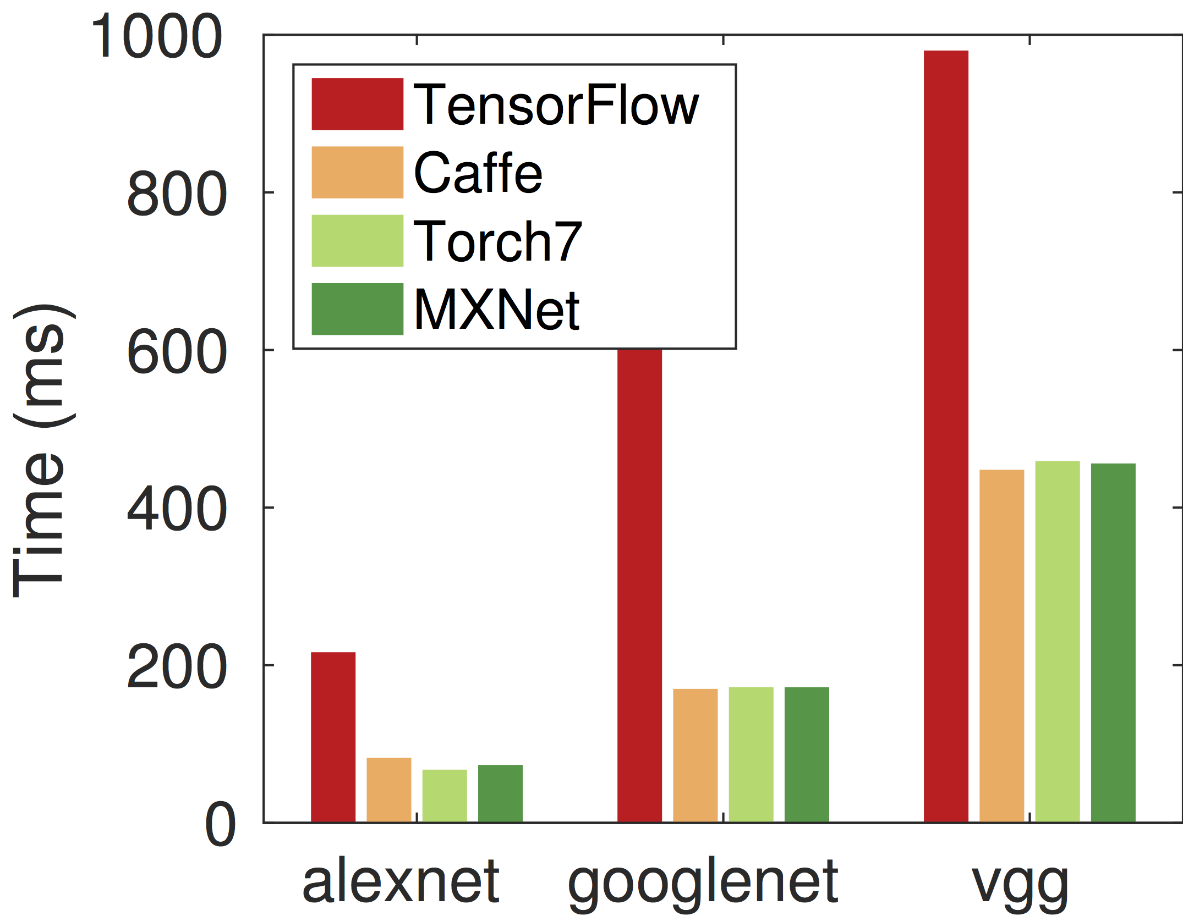 1000
800
600
400
200
0
Time (ms)
TensorFlow
Caffe
Torch7
MXNet
alexnet googlenet vgg